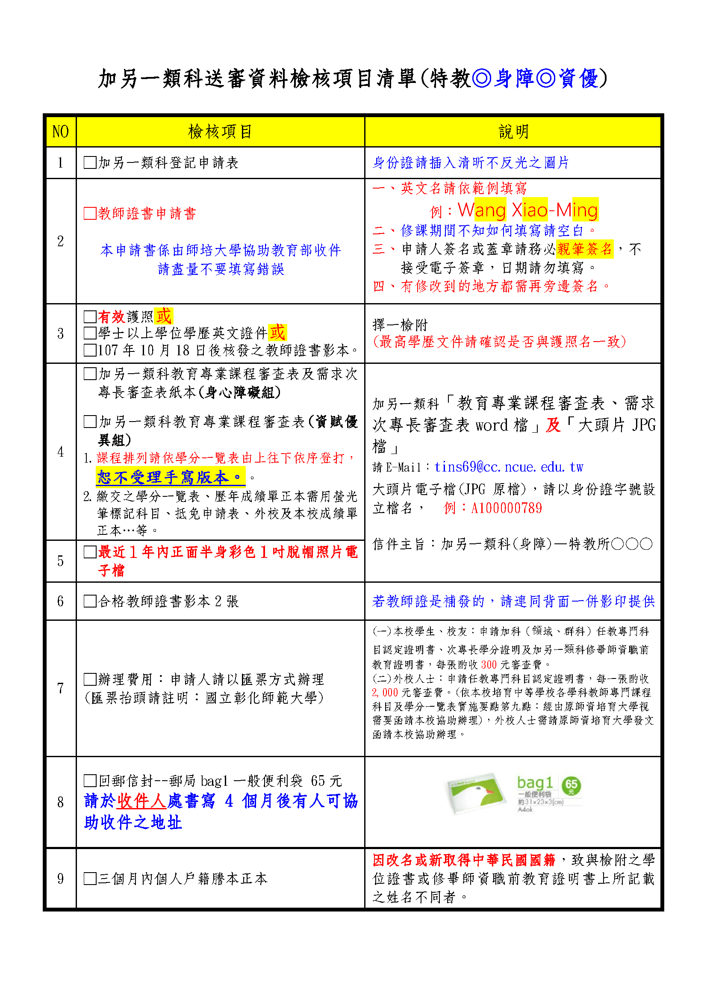 加另一類科送審資料檢核項目清單(特教◎身障◎資優)
NO 檢核項目 說明
1 □加另一類科登記申請表 身份證請插入清昕不反光之圖片
2
□教師證書申請書
本申請書係由師培大學協助教育部收件
請盡量不要填寫錯誤
一、英文名請依範例填寫
例：Wang Xiao-Ming
二、修課期間不知如何填寫請空白。
三、申請人簽名或蓋章請務必親筆簽名，不
接受電子簽章，日期請勿填寫。
四、有修改到的地方都需再旁邊簽名。
3
□有效護照或
□學士以上學位學歷英文證件或
□107 年 10 月 18 日後核發之教師證書影本。
擇一檢附
(最高學歷文件請確認是否與護照名一致)
4
□加另一類科教育專業課程審查表及需求次
專長審查表紙本(身心障礙組)
□加另一類科教育專業課程審查表(資賦優
異組)
1. 課程排列請依學分一覽表由上往下依序登打，
恕不受理手寫版本。。
2. 繳交之學分一覽表、歷年成績單正本需用螢光
筆標記科目、抵免申請表、外校及本校成績單
正本…等。
加另一類科「教育專業課程審查表、需求
次專長審查表 word 檔」及「大頭片 JPG
檔」
請 E-Mail：tins69@cc.ncue.edu.tw
大頭片電子檔(JPG 原檔)，請以身份證字號設
立檔名， 例：A100000789
信件主旨：加另一類科(身障)—特教所○○○
5
□最近 1 年內正面半身彩色 1 吋脫帽照片電
子檔
6 □合格教師證書影本 2 張 若教師證是補發的，請連同背面一併影印提供
7
□辦理費用：申請人請以匯票方式辦理
(匯票抬頭請註明：國立彰化師範大學)
(一)本校學生、校友：申請加科（領域、群科）任教專門科
目認定證明書、次專長學分證明及加另一類科修畢師資職前
教育證明書，每張酌收 300 元審查費。
(二)外校人士：申請任教專門科目認定證明書，每一張酌收
2,000 元審查費。(依本校培育中等學校各學科教師專門課程
科目及學分一覽表實施要點第九點：經由原師資培育大學視
需要函請本校協助辦理)，外校人士需請原師資培育大學發文
函請本校協助辦理。
8
□回郵信封--郵局 bag1 一般便利袋 65 元
請於收件人處書寫 4 個月後有人可協
助收件之地址
bag1 65元
一般便利袋
約31×23×3(cm)
A4ok
9 □三個月內個人戶籍謄本正本
因改名或新取得中華民國國籍，致與檢附之學
位證書或修畢師資職前教育證明書上所記載
之姓名不同者。